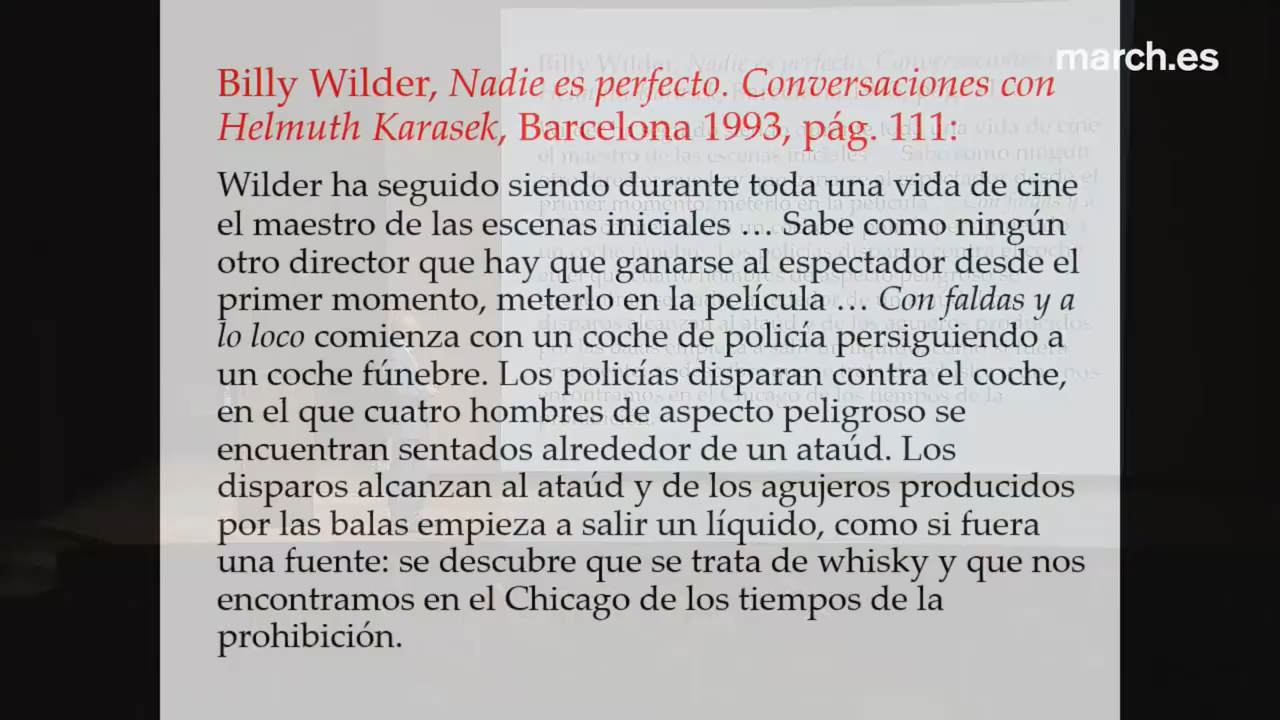 march.es
Billy Wilder, Nadie es perfecto. Conversaciones con
Helmuth Karasek, Barcelona 1993, pág. 111:
Wilder ha seguido siendo durante toda una vida de cine
el maestro de las escenas iniciales … Sabe como ningún
otro director que hay que ganarse al espectador desde el
primer momento, meterlo en la película … Con faldas y a
lo loco comienza con un coche de policía persiguiendo a
un coche fúnebre. Los policías disparan contra el coche,
en el que cuatro hombres de aspecto peligroso se
encuentran sentados alrededor de un ataúd. Los
disparos alcanzan al ataúd y de los agujeros producidos
por las balas empieza a salir un líquido, como si fuera
una fuente: se descubre que se trata de whisky y que nos
encontramos en el Chicago de los tiempos de la
prohibición.